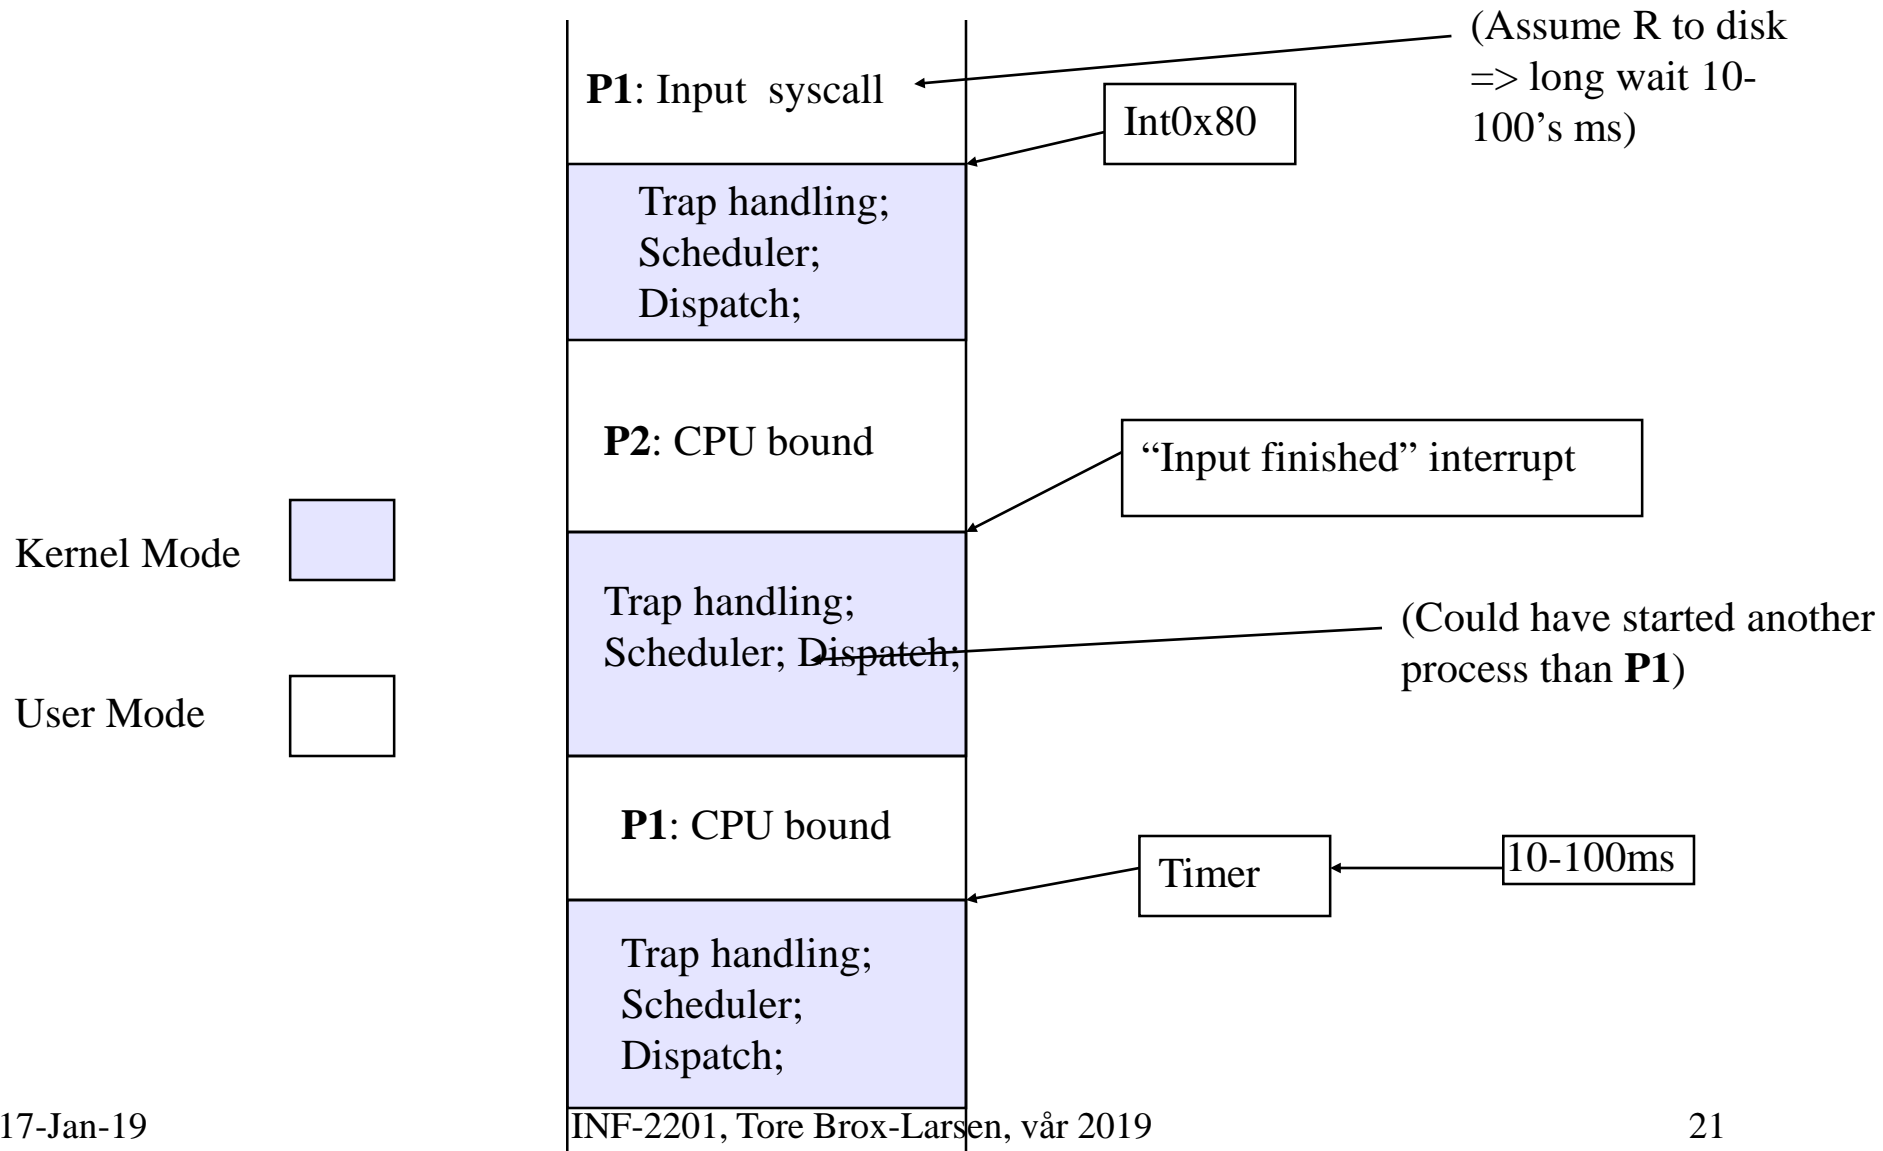 (Assume R to disk
=> long wait 10-
100’s ms)
P1: Input syscall
Int0x80
Trap handling;
Scheduler;
Dispatch;
P2: CPU bound
“Input finished” interrupt
Kernel Mode
Trap handling;
Scheduler; Dispatch;
(Could have started another
process than P1)
User Mode
P1: CPU bound
Timer
10-100ms
Trap handling;
Scheduler;
Dispatch;
17-Jan-19
INF-2201, Tore Brox-Larsen, vår 2019
21